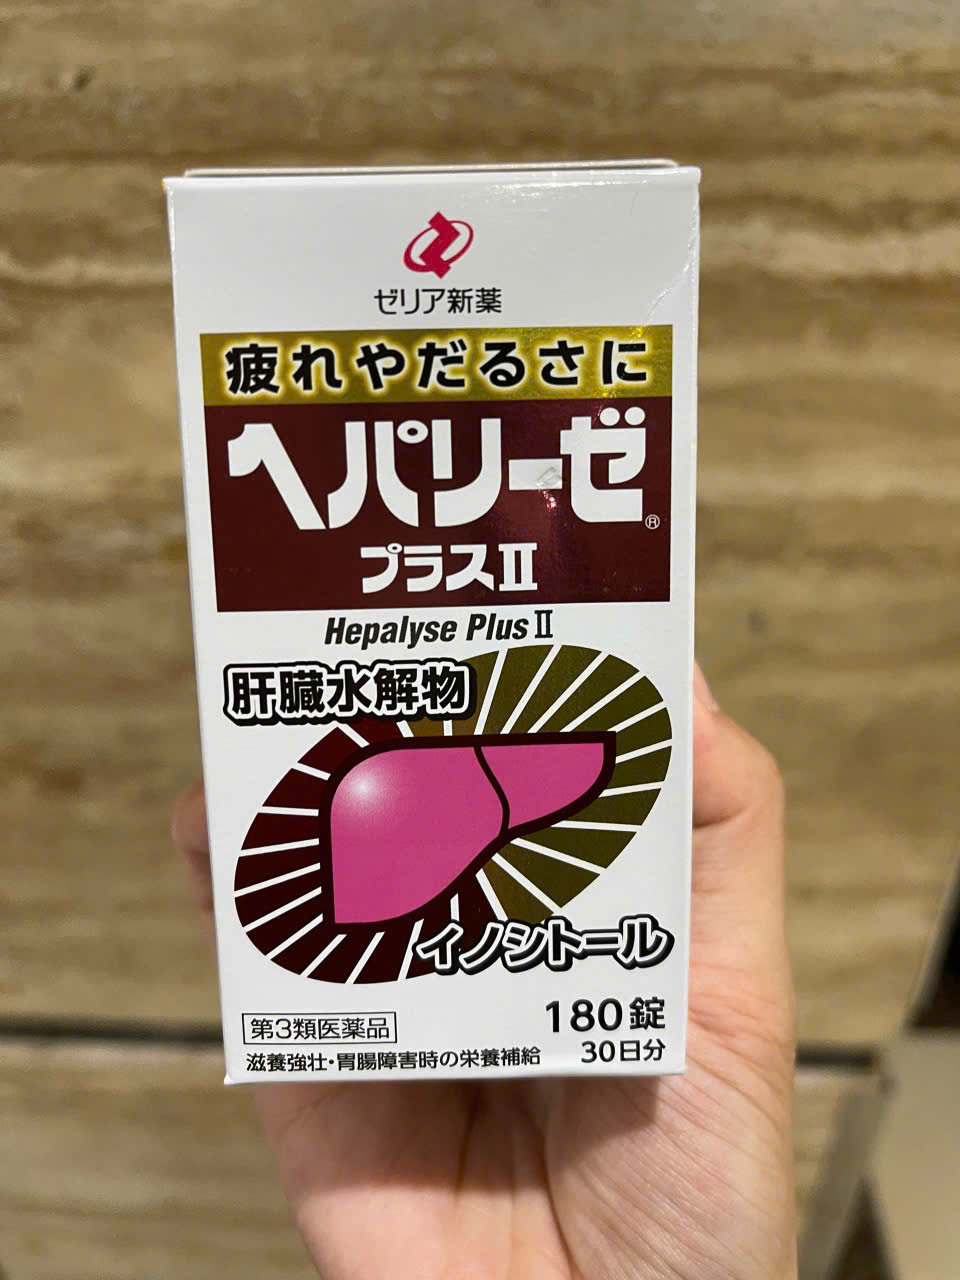 ゼリア新薬
疲れやだるさに
ヘパリーゼ®
プラスⅡ
Hepalyse PlusⅡ
肝臓水解物
イノシトール
180錠
第3類医薬品
30日分
滋養強壮・胃腸障害時の栄養補給